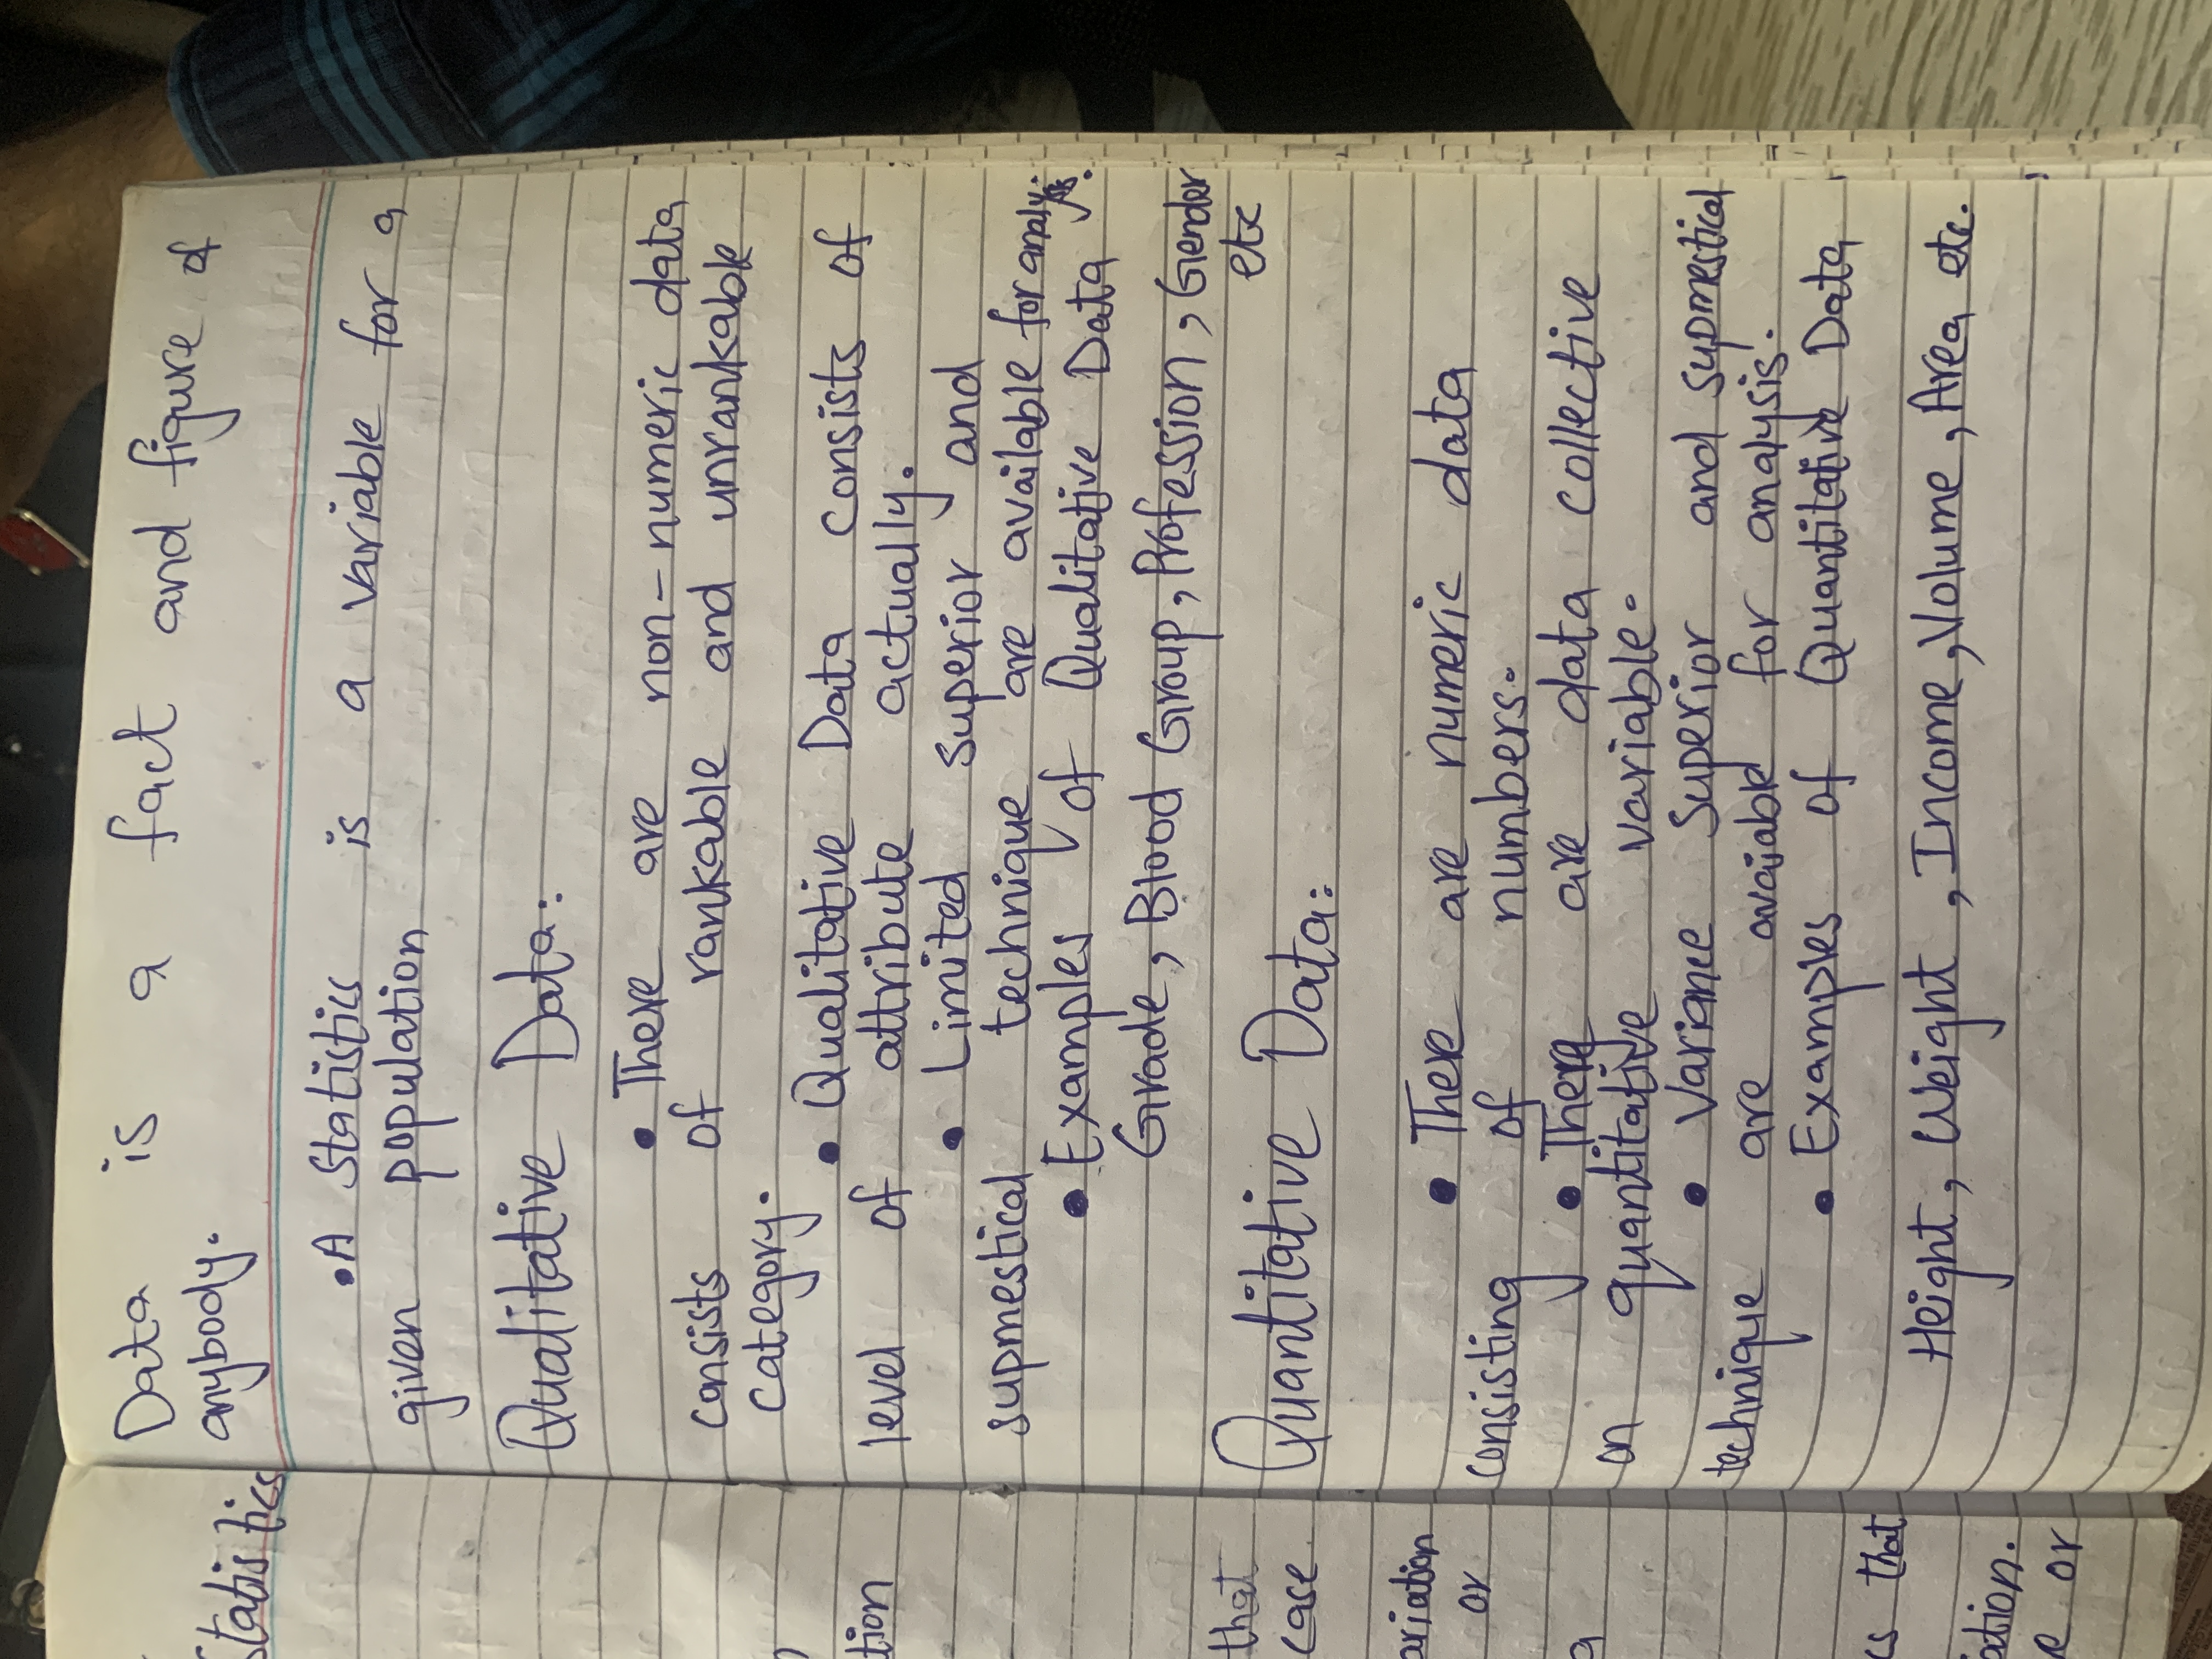 Data is a fact and figure of
anybody.
• A Statistics is a variable for a
given population
Qualitative Data:
• There are non-numeric data
consists of rankable and unrankable
category.
• Qualitative Data consists of
level of attribute actually.
• Limited superior and
supmestical technique are available for analysis.
• Examples of Qualitative Data
Grade, Blood Group, Profession, Gender
etc
Quantitative Data:
• There are numeric data
consisting of numbers.
• There are data collective
on quantitative variable.
• Variance Superior and supmestical
technique are avaiable for analysis.
• Examples of Quantitative Data
Height, Weight, Income, Volume, Area etc.
Statistics
tion
that
case
ariation
or
a
cs that
ation.
e or